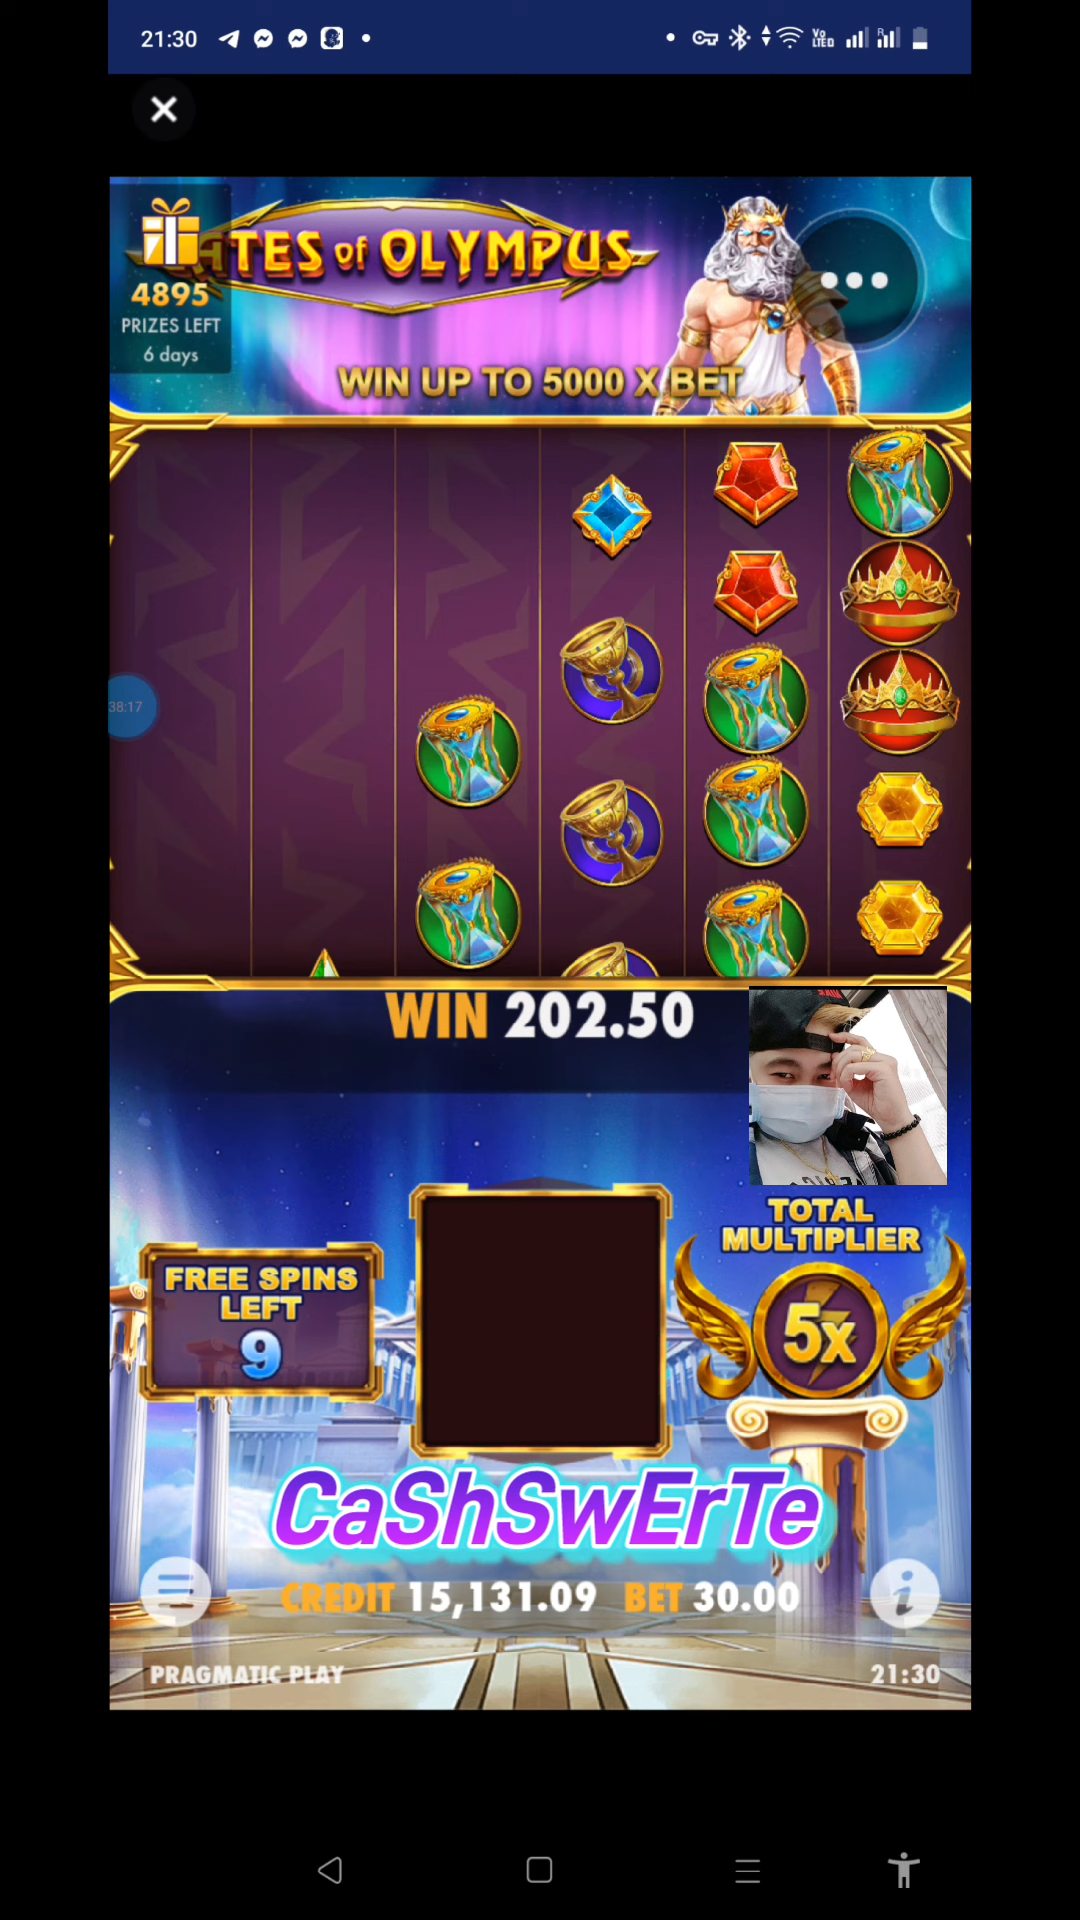 21:30
4895
PRIZES LEFT
6 days
OLYMPUS
of
WIN UP TO 5000 X BET
38:17
WIN 202.50
TOTAL
MULTIPLIER
5x
FREE SPINS
LEFT
9
CaShSwErTe
CREDIT 15,131.09 BET 30.00
PRAGMATIC PLAY
21:30